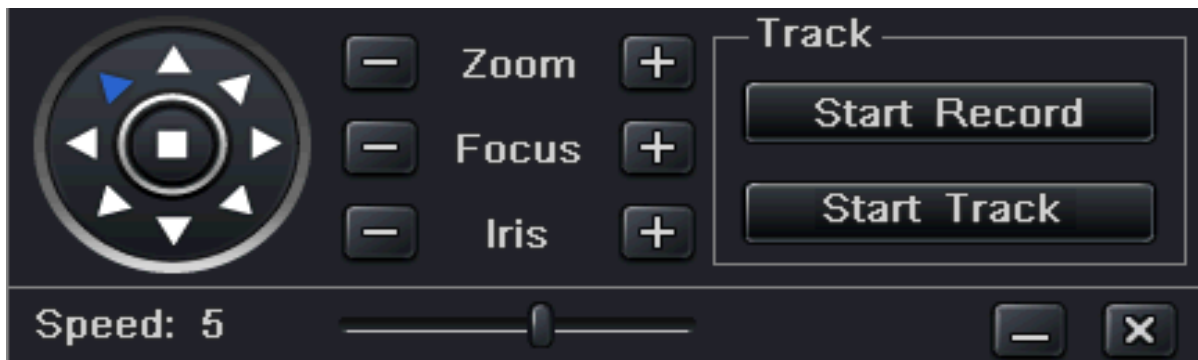 Track
Zoom
Start Record
Focus
Start Track
Iris
Speed: 5